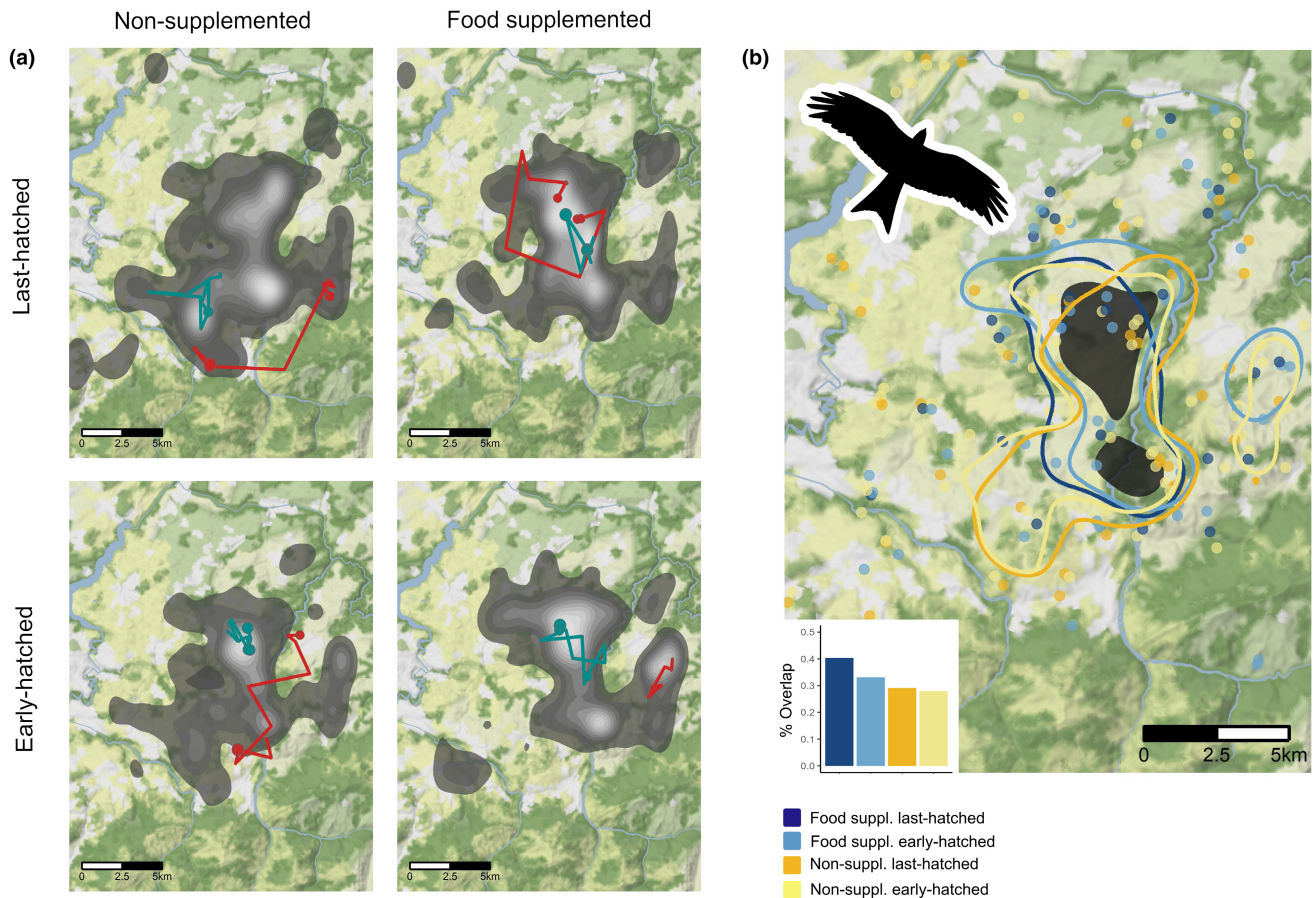 Non-supplemented
Food supplemented
(a)
Last-hatched
0 2.5 5km
0 2.5 5km
Early-hatched
0 2.5 5km
0 2.5 5km
(b)
% Overlap
0.5
0.4
0.3
0.2
0.1
0.0
0 2.5 5km
Food suppl. last-hatched
Food suppl. early-hatched
Non-suppl. last-hatched
Non-suppl. early-hatched